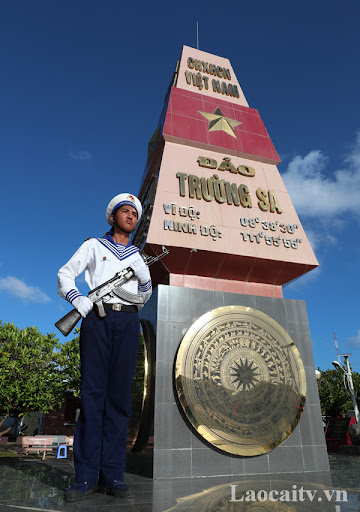 CHXHCN
VIỆT NAM
ĐẢO
TRƯỜNG SA
VĨ ĐỘ: 08°38'30"
KINH ĐỘ: 111°55'55"
Laocaitv.vn